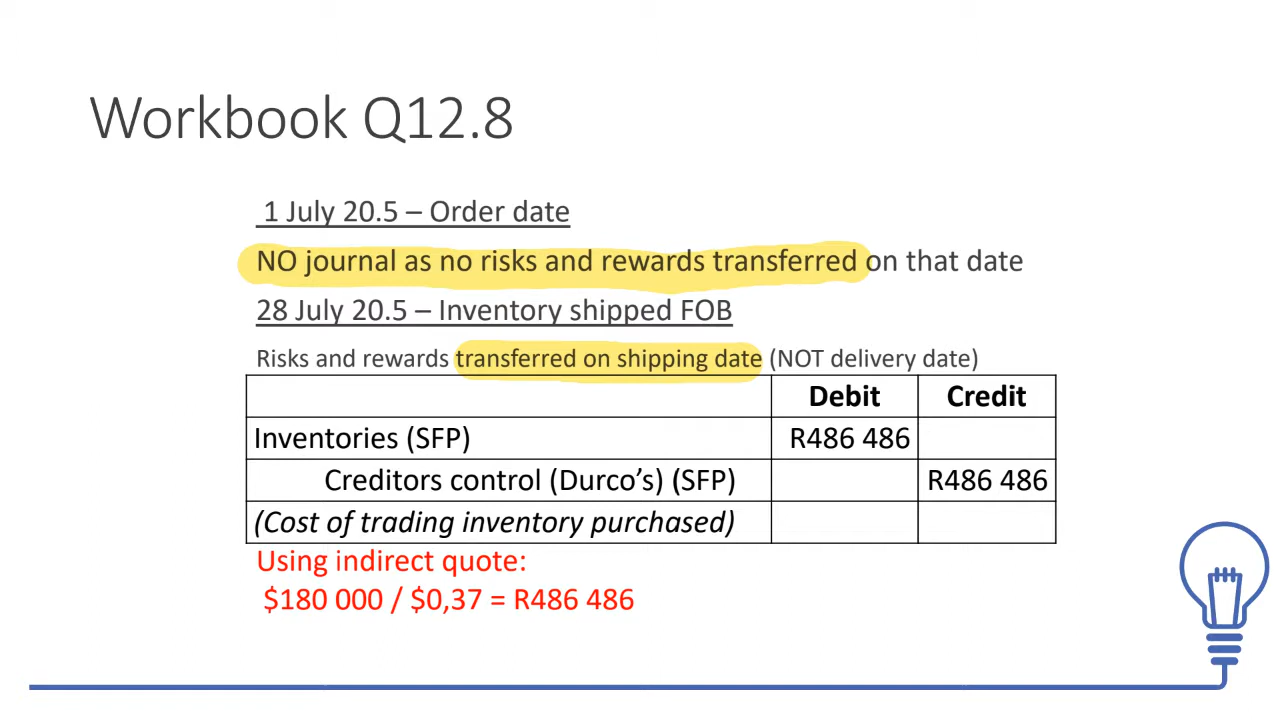 Workbook Q12.8
1 July 20.5 – Order date
NO journal as no risks and rewards transferred on that date
28 July 20.5 – Inventory shipped FOB
Risks and rewards transferred on shipping date (NOT delivery date)
Debit Credit
Inventories (SFP) R486 486
Creditors control (Durco’s) (SFP) R486 486
(Cost of trading inventory purchased)
Using indirect quote:
$180 000 / $0,37 = R486 486